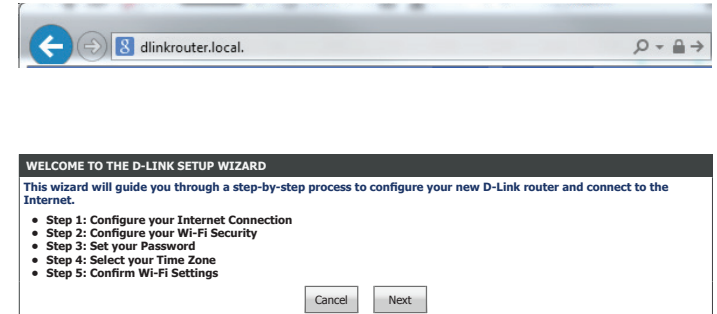 dlinkrouter.local.
WELCOME TO THE D-LINK SETUP WIZARD
This wizard will guide you through a step-by-step process to configure your new D-Link router and connect to the
Internet.
• Step 1: Configure your Internet Connection
• Step 2: Configure your Wi-Fi Security
• Step 3: Set your Password
• Step 4: Select your Time Zone
• Step 5: Confirm Wi-Fi Settings
Cancel Next